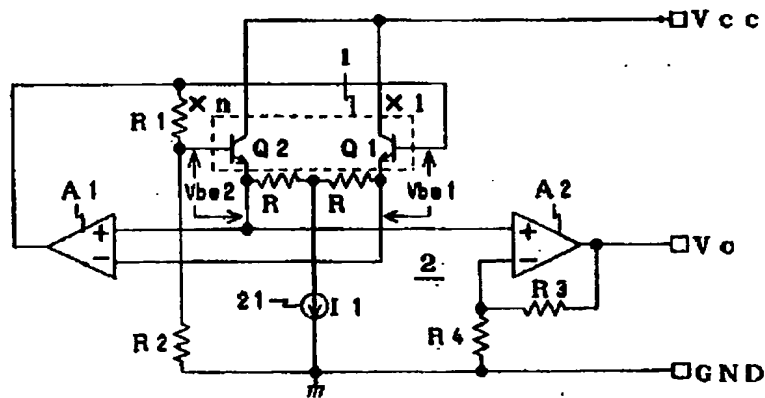 Vcc
1
×n
×1
R1
Q2
Q1
Vbe2
R
R
Vbe1
A1
+
−
A2
+
−
Vo
2
R3
21
I1
R2
R4
GND